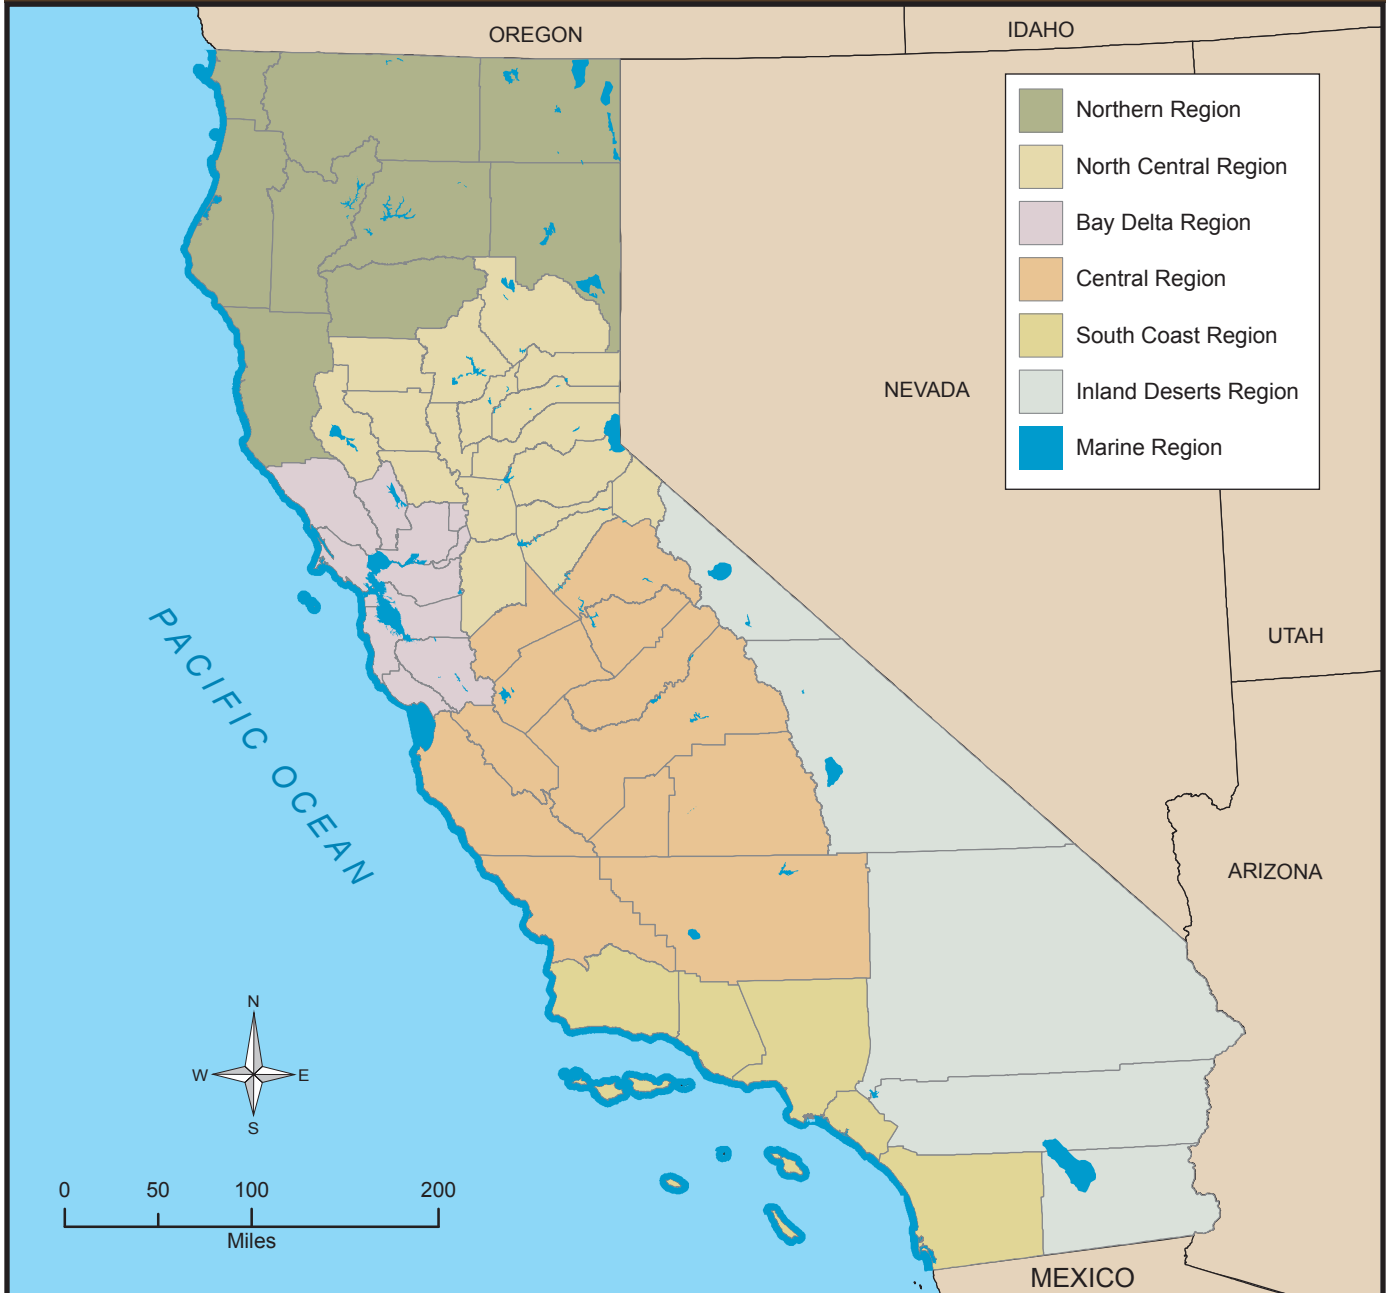 OREGON
IDAHO
Northern Region
North Central Region
Bay Delta Region
Central Region
South Coast Region
Inland Deserts Region
Marine Region
NEVADA
UTAH
PACIFIC OCEAN
ARIZONA
N
W
E
S
0 50 100 200
Miles
MEXICO